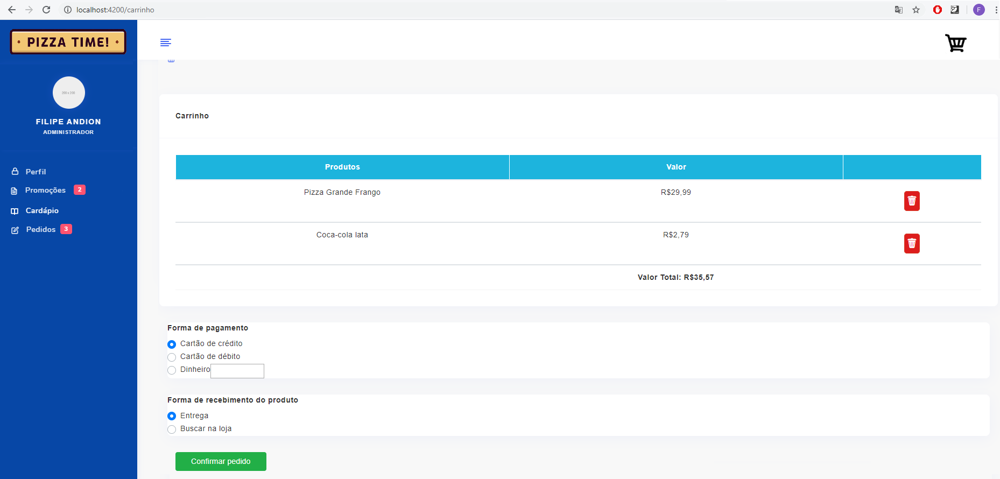 localhost:4200/carrinho
F
PIZZA TIME!
200 x 200
FILIPE ANDION
ADMINISTRADOR
Perfil
Promoções 2
Cardápio
Pedidos 3
Carrinho
Produtos Valor
Pizza Grande Frango R$29,99
Coca-cola lata R$2,79
Valor Total: R$35,57
Forma de pagamento
Cartão de crédito
Cartão de débito
Dinheiro
Forma de recebimento do produto
Entrega
Buscar na loja
Confirmar pedido